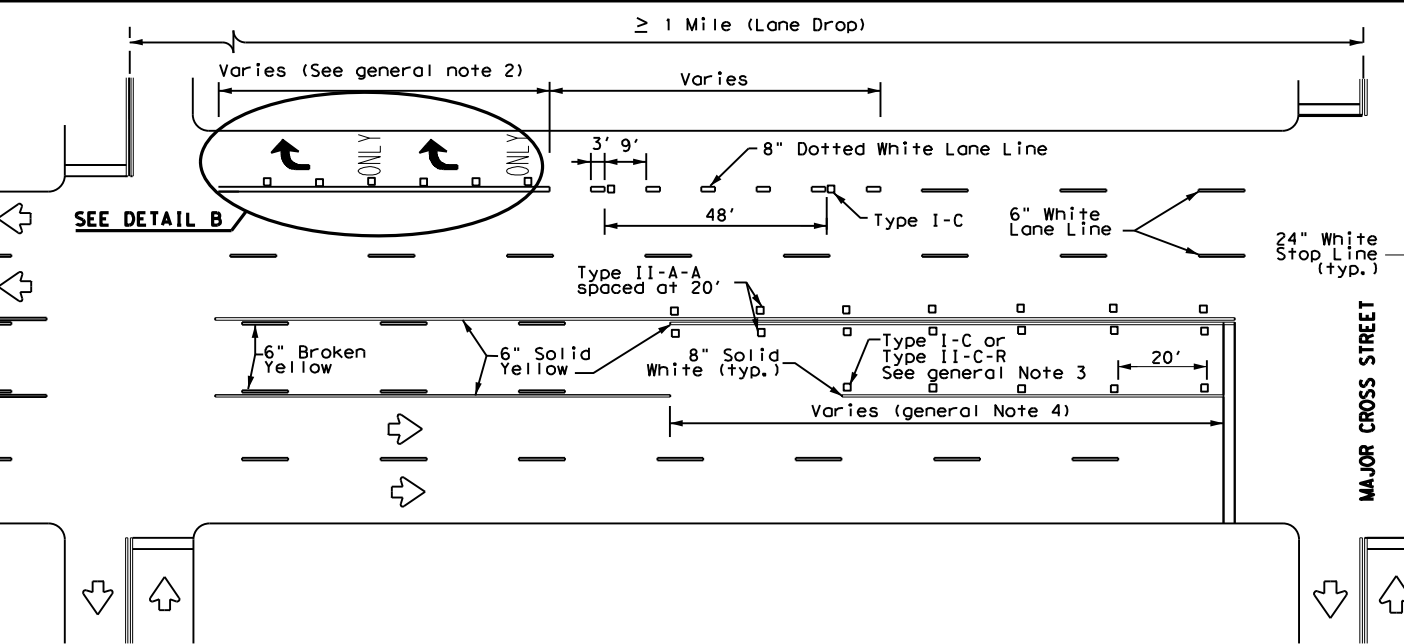 ≥ 1 Mile (Lane Drop)
Varies (See general note 2)
Varies
ONLY
ONLY
3' 9'
8" Dotted White Lane Line
SEE DETAIL B
48'
Type I-C
6" White
Lane Line
24" White
Stop Line
(typ.)
Type II-A-A
spaced at 20'
6" Broken
Yellow
6" Solid
Yellow
8" Solid
White (typ.)
Type I-C or
Type II-C-R
See general Note 3
20'
Varies (general Note 4)
MAJOR CROSS STREET